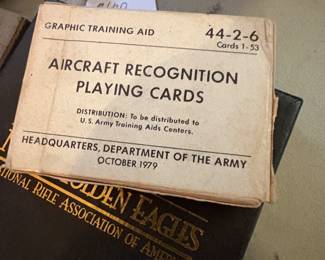 GRAPHIC TRAINING AID
44-2-6
Cards 1-53
AIRCRAFT RECOGNITION
PLAYING CARDS
DISTRIBUTION: To be distributed to
U.S. Army Training Aids Centers.
HEADQUARTERS, DEPARTMENT OF THE ARMY
OCTOBER 1979
GOLDEN EAGLES
NATIONAL RIFLE ASSOCIATION OF AMERICA